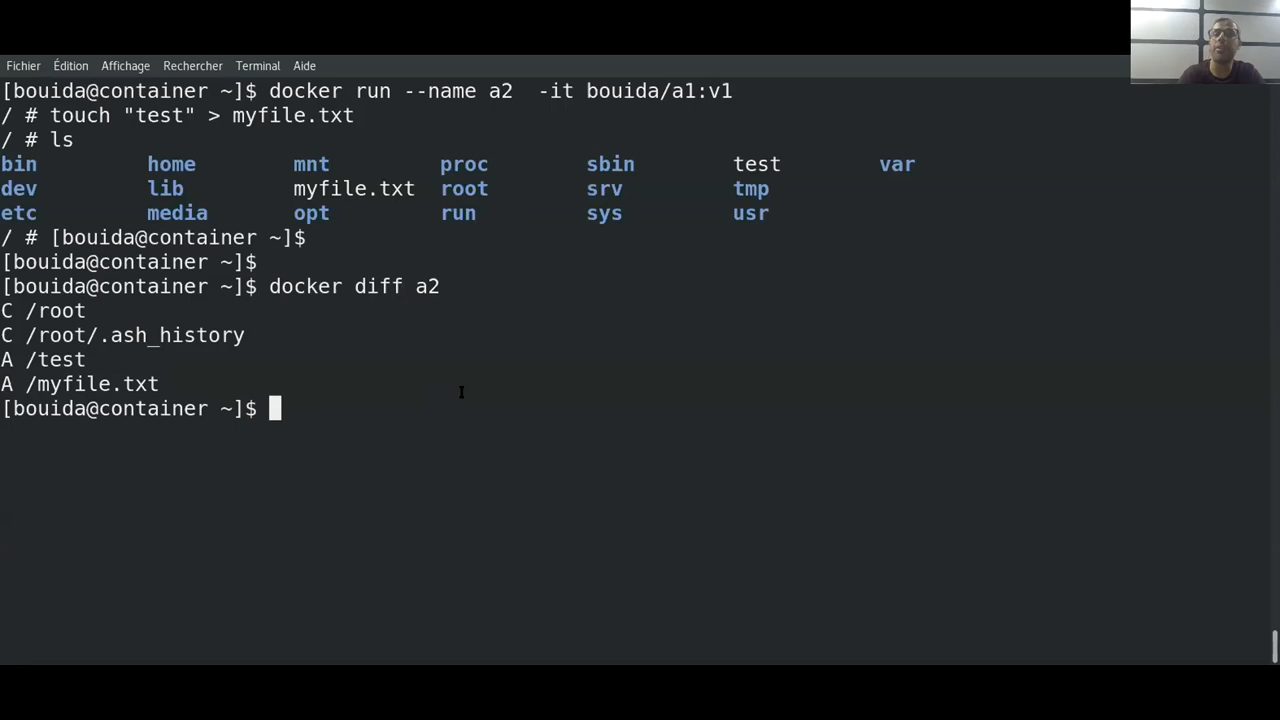 Fichier Édition Affichage Rechercher Terminal Aide
[bouida@container ~]$ docker run --name a2  -it bouida/a1:v1
/ # touch "test" > myfile.txt
/ # ls
bin         home        mnt         proc        sbin        test        var
dev         lib         myfile.txt  root        srv         tmp
etc         media       opt         run         sys         usr
/ # [bouida@container ~]$
[bouida@container ~]$
[bouida@container ~]$ docker diff a2
C /root
C /root/.ash_history
A /test
A /myfile.txt
[bouida@container ~]$